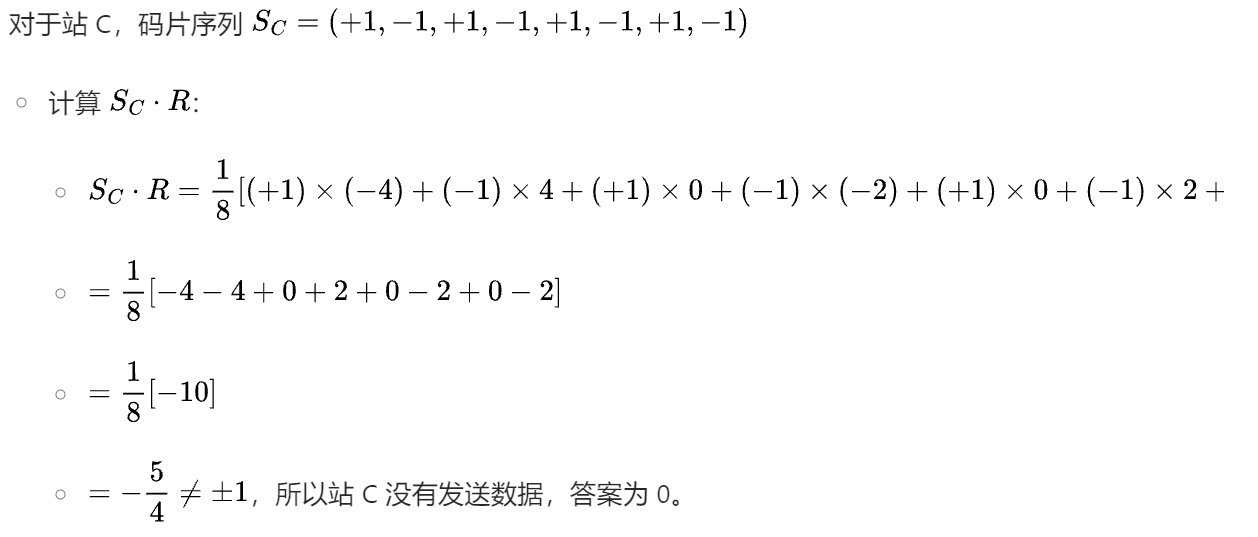 对于站 C，码片序列 $S_C = (+1, -1, +1, -1, +1, -1, +1, -1)$
计算 $S_C \cdot R$:
$S_C \cdot R = \frac{1}{8}[(+1) \times (-4) + (-1) \times 4 + (+1) \times 0 + (-1) \times (-2) + (+1) \times 0 + (-1) \times 2 +$
$= \frac{1}{8}[-4 - 4 + 0 + 2 + 0 - 2 + 0 - 2]$
$= \frac{1}{8}[-10]$
$= -\frac{5}{4} \neq \pm 1$，所以站 C 没有发送数据，答案为 0。